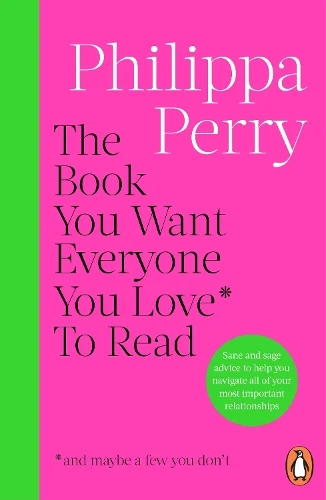 Philippa
Perry
The
Book
You Want
Everyone
You Love*
To Read
Sane and sage
advice to help you
navigate all of your
most important
relationships
*and maybe a few you don't